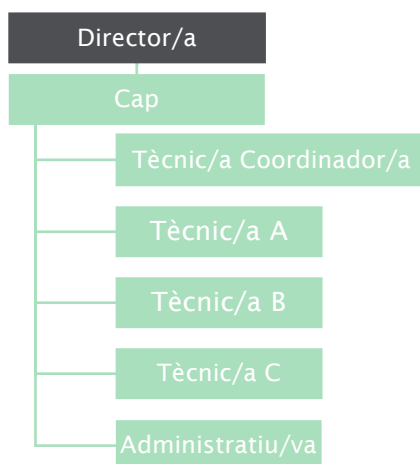 Director/a
Cap
Tècnic/a Coordinador/a
Tècnic/a A
Tècnic/a B
Tècnic/a C
Administratiu/va